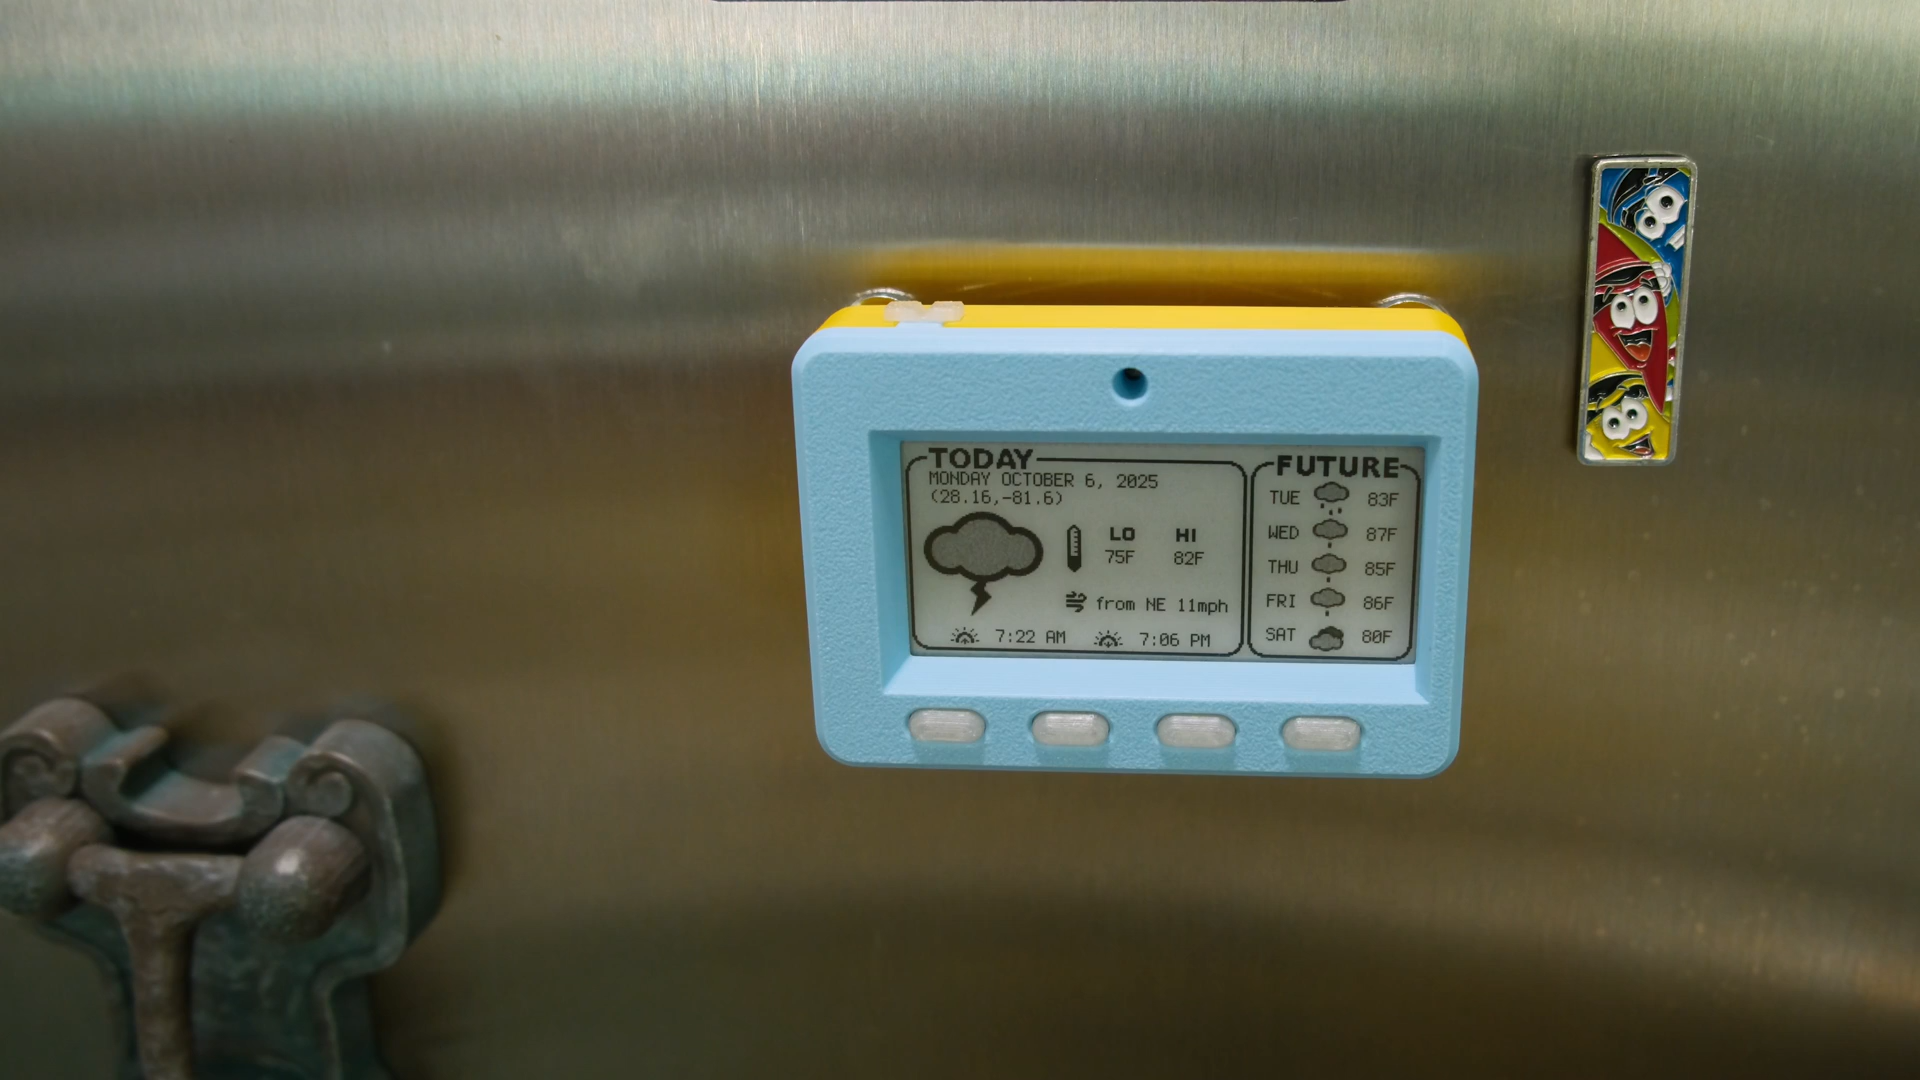 TODAY
MONDAY OCTOBER 6, 2025
(28.16,-81.6)
LO HI
75F 82F
from NE 11mph
7:22 AM 7:06 PM
FUTURE
TUE 83F
WED 87F
THU 85F
FRI 86F
SAT 80F